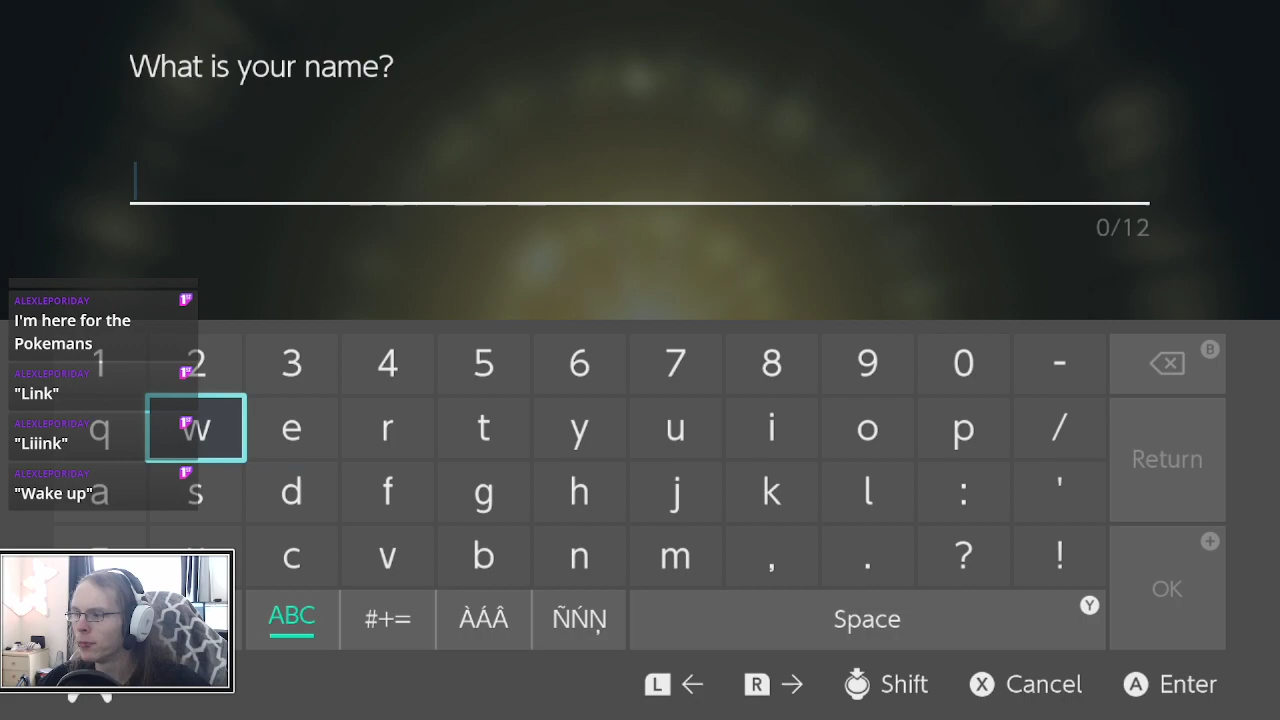 What is your name?
0/12
ALEXLEPORIDAY
I'm here for the
Pokemans
ALEXLEPORIDAY
"Link"
ALEXLEPORIDAY
"Liiink"
ALEXLEPORIDAY
"Wake up"
1 2 3 4 5 6 7 8 9 0 - B
q w e r t y u i o p / Return
a s d f g h j k l : '
c v b n m , . ? ! + OK
ABC #+= ÀÁÂ ÑŃŅ Space Y
L ← R → Shift X Cancel A Enter